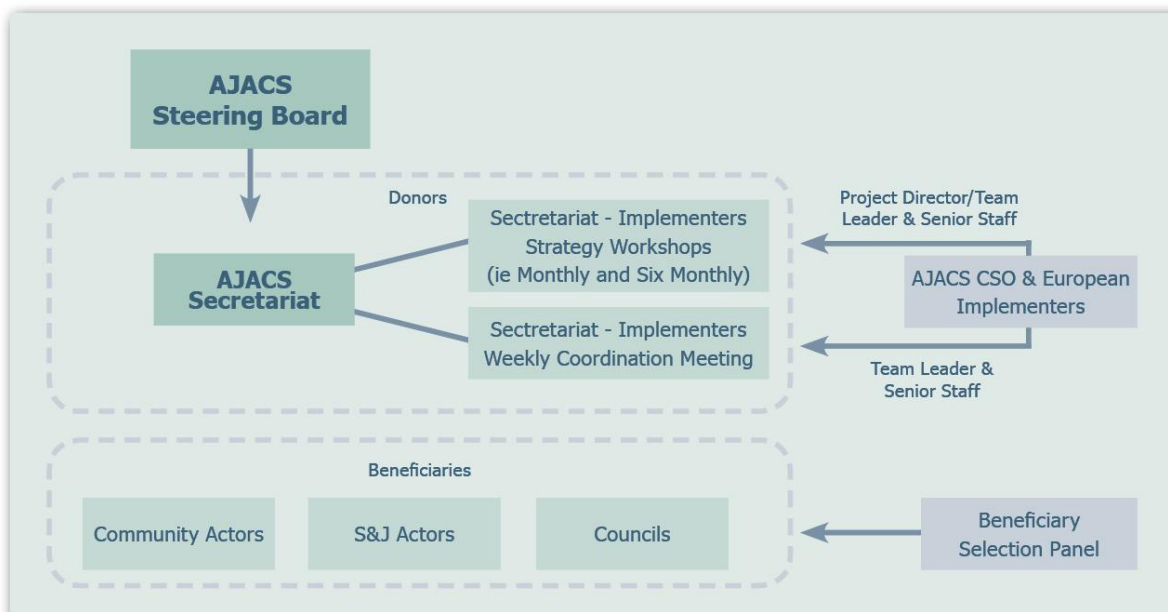 AJACS
Steering Board
Donors
Sectretariat - Implementers
Strategy Workshops
(ie Monthly and Six Monthly)
Project Director/Team
Leader & Senior Staff
AJACS
Secretariat
AJACS CSO & European
Implementers
Sectretariat - Implementers
Weekly Coordination Meeting
Team Leader &
Senior Staff
Beneficiaries
Community Actors
S&J Actors
Councils
Beneficiary
Selection Panel